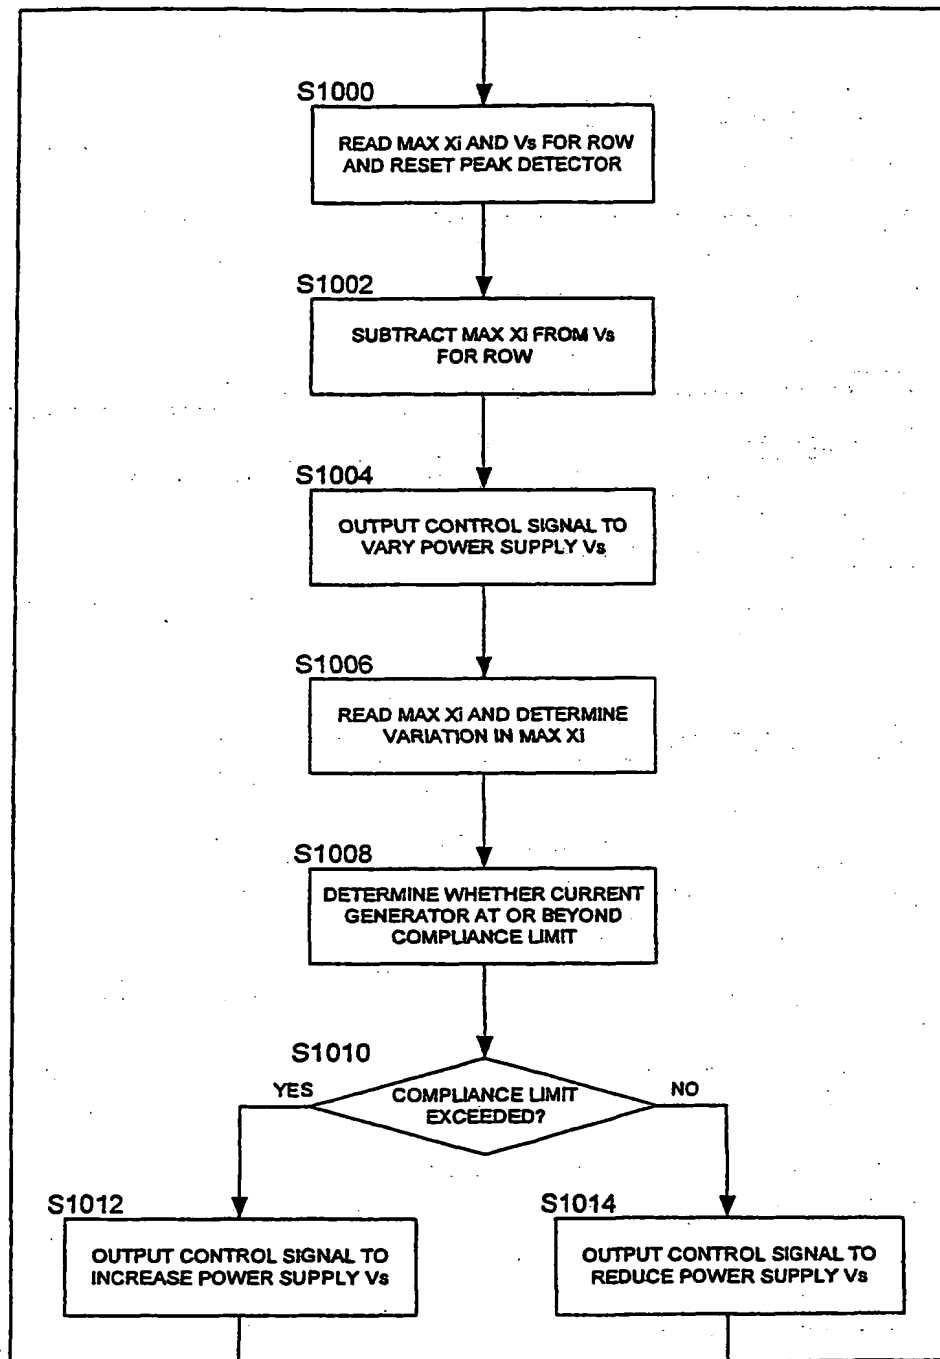 S1000
READ MAX Xi AND Vs FOR ROW
AND RESET PEAK DETECTOR
S1002
SUBTRACT MAX Xi FROM Vs
FOR ROW
S1004
OUTPUT CONTROL SIGNAL TO
VARY POWER SUPPLY Vs
S1006
READ MAX Xi AND DETERMINE
VARIATION IN MAX Xi
S1008
DETERMINE WHETHER CURRENT
GENERATOR AT OR BEYOND
COMPLIANCE LIMIT
S1010
YES
COMPLIANCE LIMIT
EXCEEDED?
NO
S1012
OUTPUT CONTROL SIGNAL TO
INCREASE POWER SUPPLY Vs
S1014
OUTPUT CONTROL SIGNAL TO
REDUCE POWER SUPPLY Vs